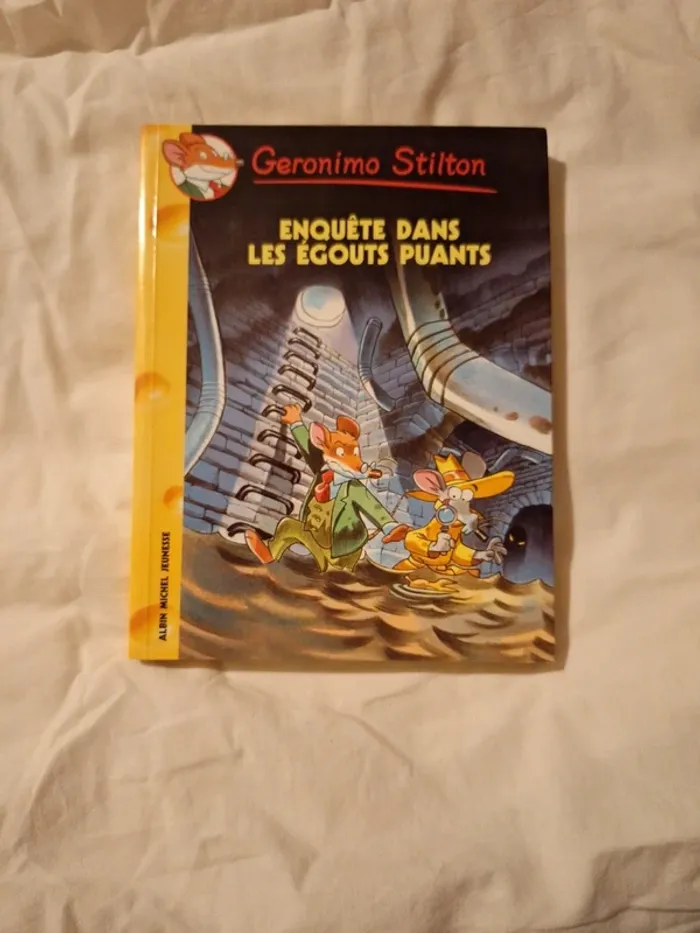 Geronimo Stilton
ENQUÊTE DANS
LES ÉGOUTS PUANTS
ALBIN MICHEL JEUNESSE